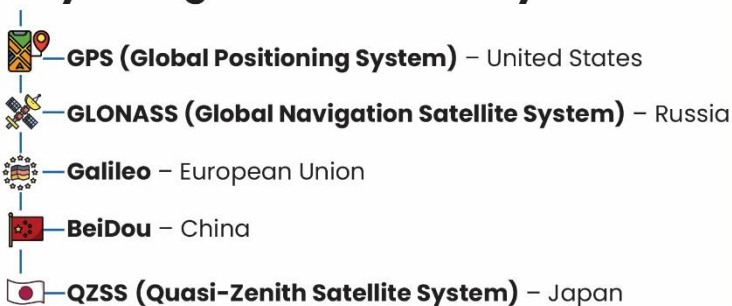 GPS (Global Positioning System) – United States
GLONASS (Global Navigation Satellite System) – Russia
Galileo – European Union
BeiDou – China
QZSS (Quasi-Zenith Satellite System) – Japan